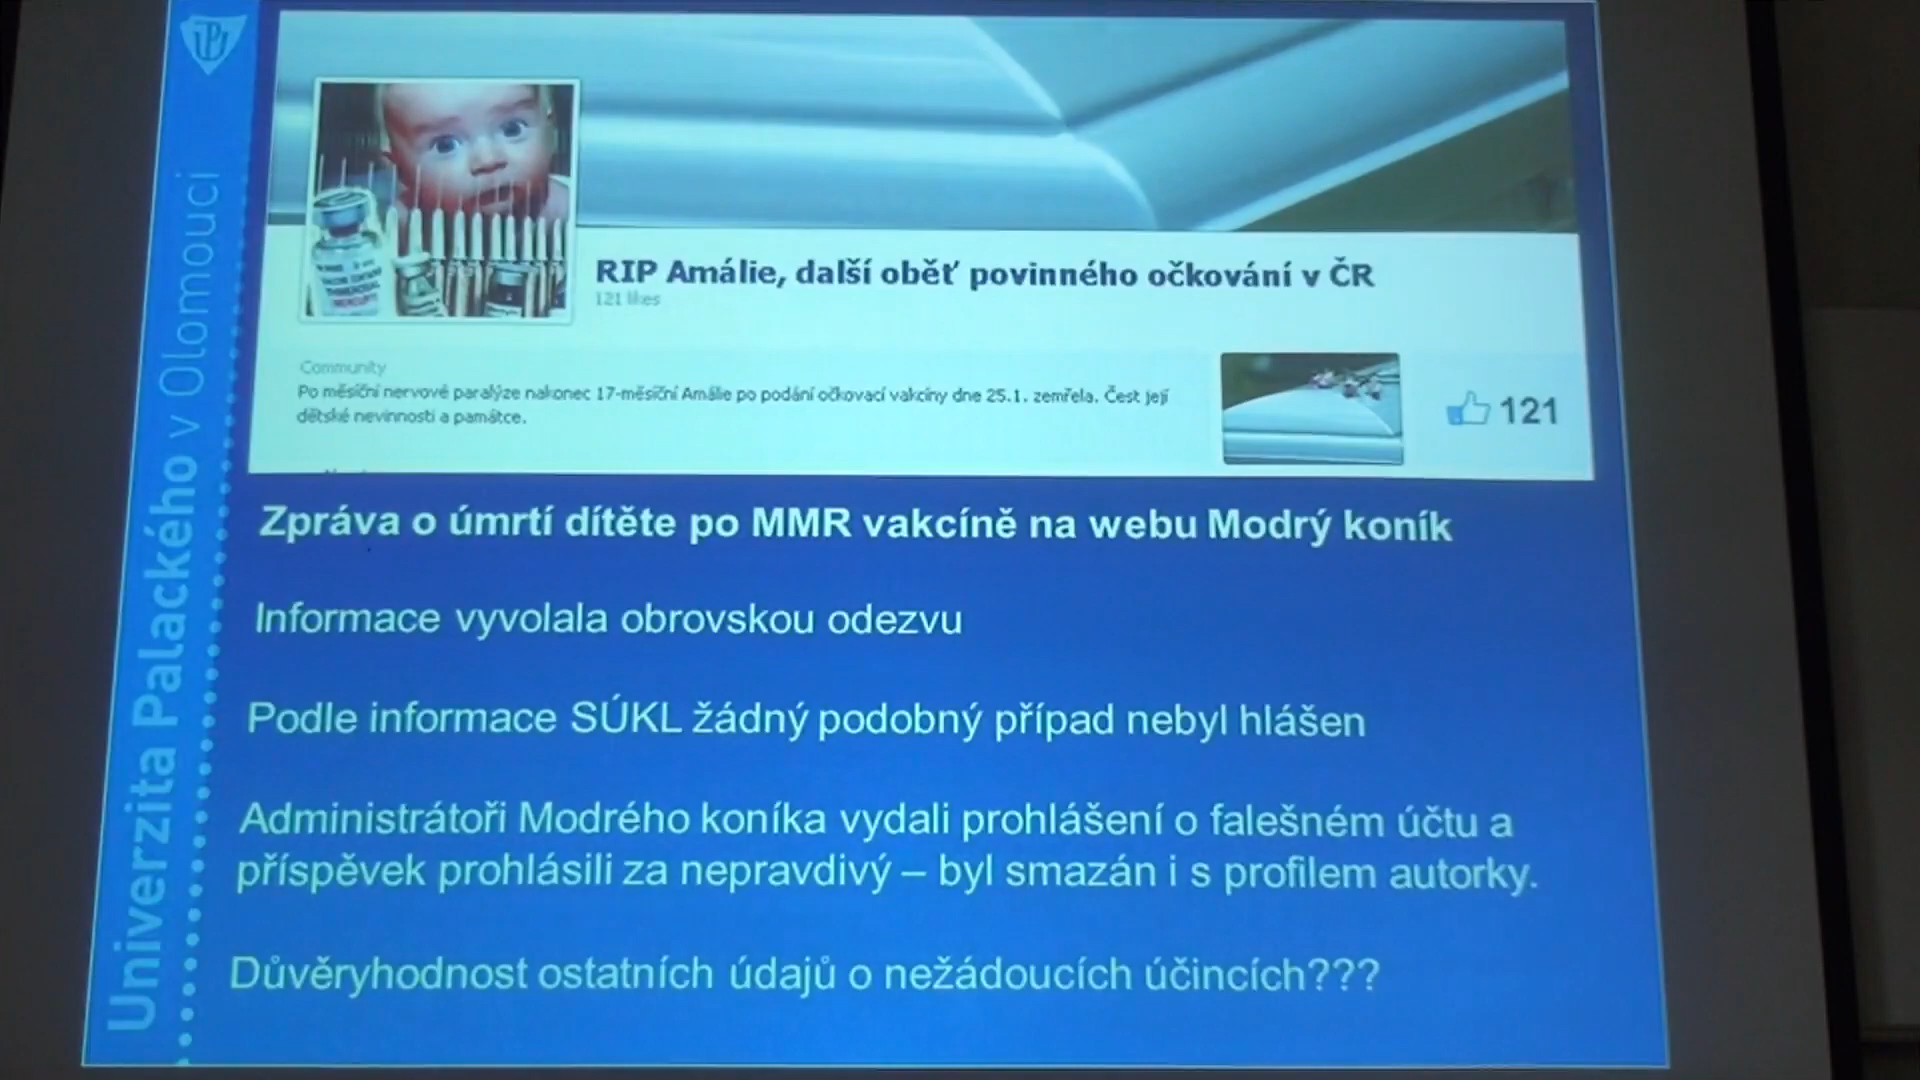 Univerzita Palackého v Olomouci
RIP Amálie, další oběť povinného očkování v ČR
121 likes
Community
Po měsíční nervové paralýze nakonec 17-měsíční Amálie po podání očkovací vakcíny dne 25.1. zemřela. Čest její
dětské nevinnosti a památce.
121
Zpráva o úmrtí dítěte po MMR vakcíně na webu Modrý koník
Informace vyvolala obrovskou odezvu
Podle informace SÚKL žádný podobný případ nebyl hlášen
Administrátoři Modrého koníka vydali prohlášení o falešném účtu a
příspěvek prohlásili za nepravdivý – byl smazán i s profilem autorky.
Důvěryhodnost ostatních údajů o nežádoucích účincích???